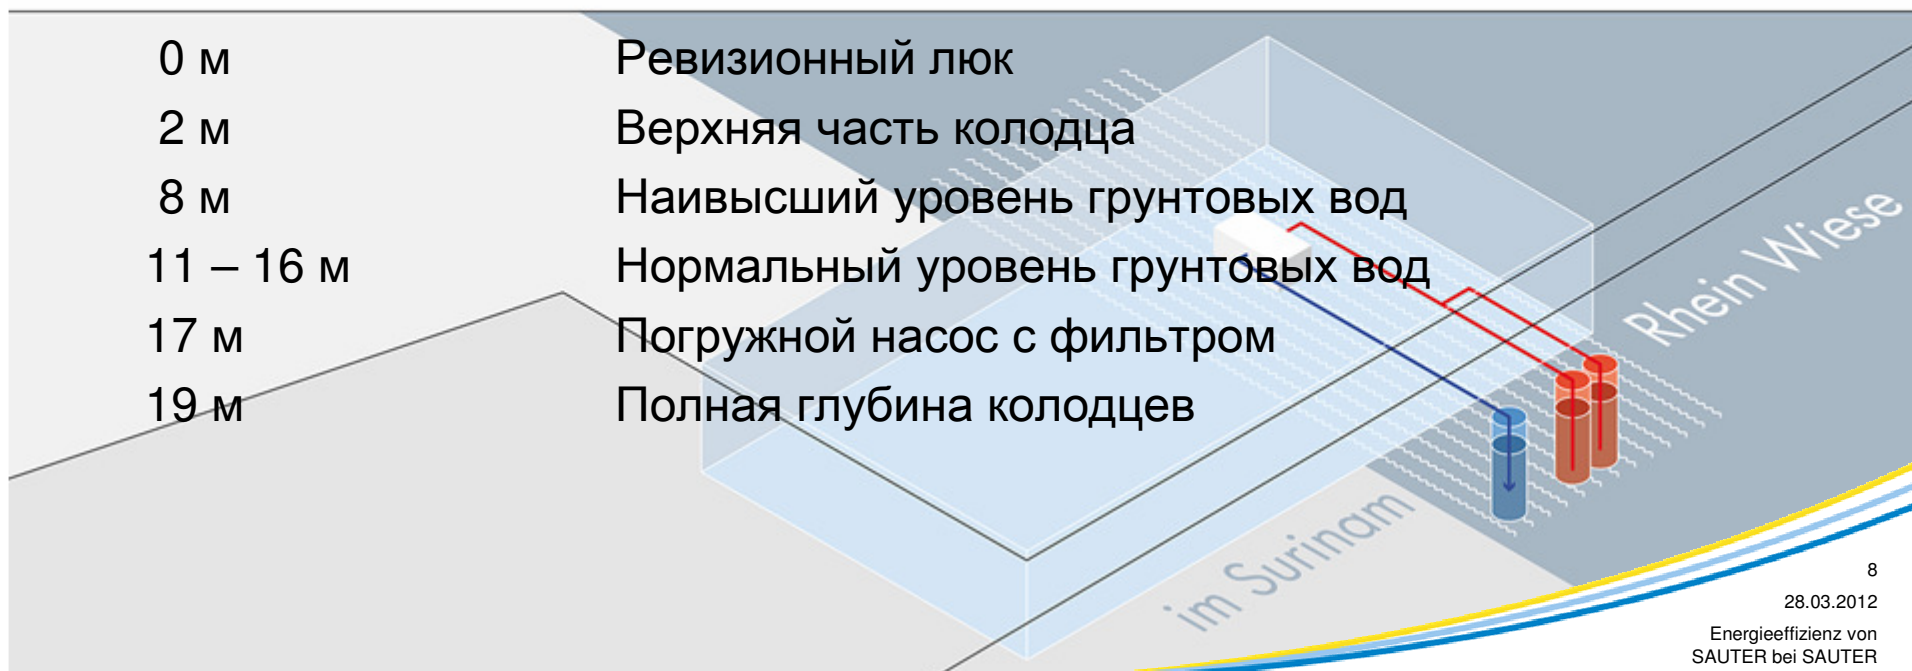 0 м Ревизионный люк
2 м Верхняя часть колодца
8 м Наивысший уровень грунтовых вод
11 – 16 м Нормальный уровень грунтовых вод
17 м Погружной насос с фильтром
19 м Полная глубина колодцев
Rhein Wiese
im Surinam
8
28.03.2012
Energieeffizienz von
SAUTER bei SAUTER